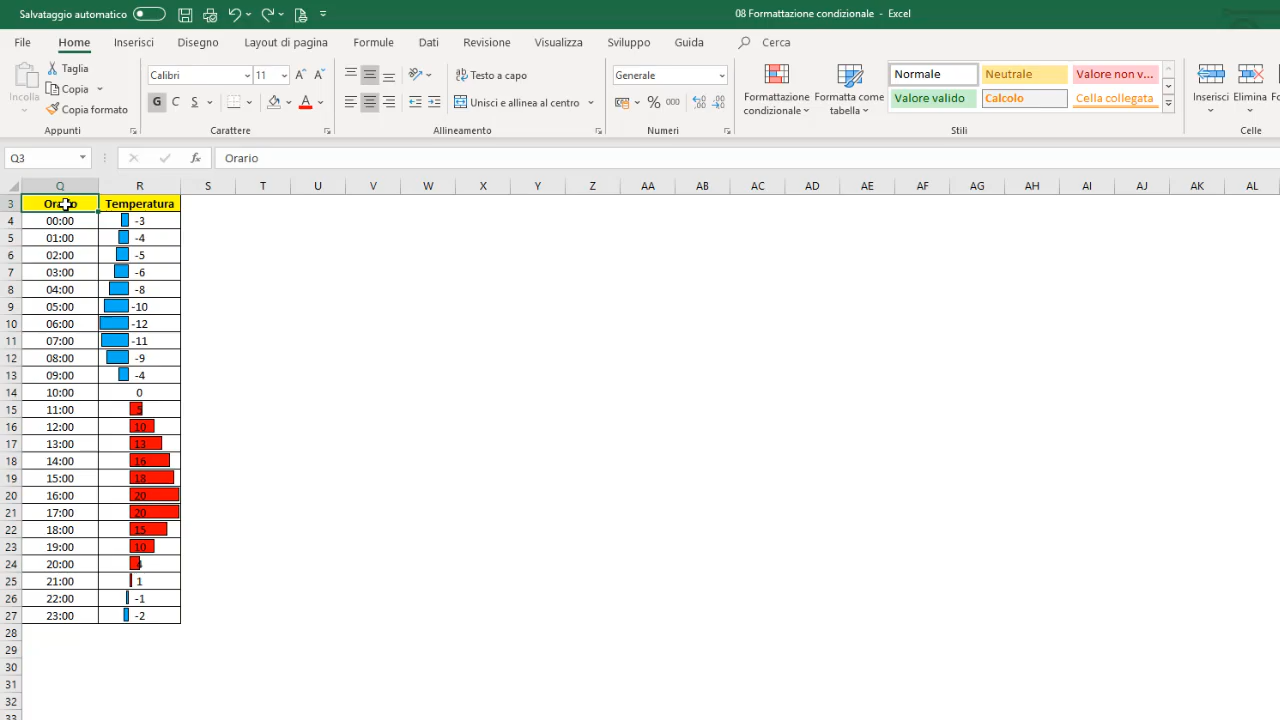 Salvataggio automatico
08 Formattazione condizionale - Excel
File Home Inserisci Disegno Layout di pagina Formule Dati Revisione Visualizza Sviluppo Guida Cerca
Incolla
Taglia
Copia
Copia formato
Appunti
Calibri 11
G C S
Carattere
Testo a capo
Unisci e allinea al centro
Allineamento
Generale
% 000
Numeri
Formattazione condizionale
Formatta come tabella
Normale Neutrale Valore non v...
Valore valido Calcolo Cella collegata
Stili
Inserisci Elimina
Celle
Q3 fx Orario
Q R S T U V W X Y Z AA AB AC AD AE AF AG AH AI AJ AK AL
3 Orario Temperatura
4 00:00 -3
5 01:00 -4
6 02:00 -5
7 03:00 -6
8 04:00 -8
9 05:00 -10
10 06:00 -12
11 07:00 -11
12 08:00 -9
13 09:00 -4
14 10:00 0
15 11:00 5
16 12:00 10
17 13:00 13
18 14:00 16
19 15:00 18
20 16:00 20
21 17:00 20
22 18:00 15
23 19:00 10
24 20:00
25 21:00 1
26 22:00 -1
27 23:00 -2
28
29
30
31
32
33